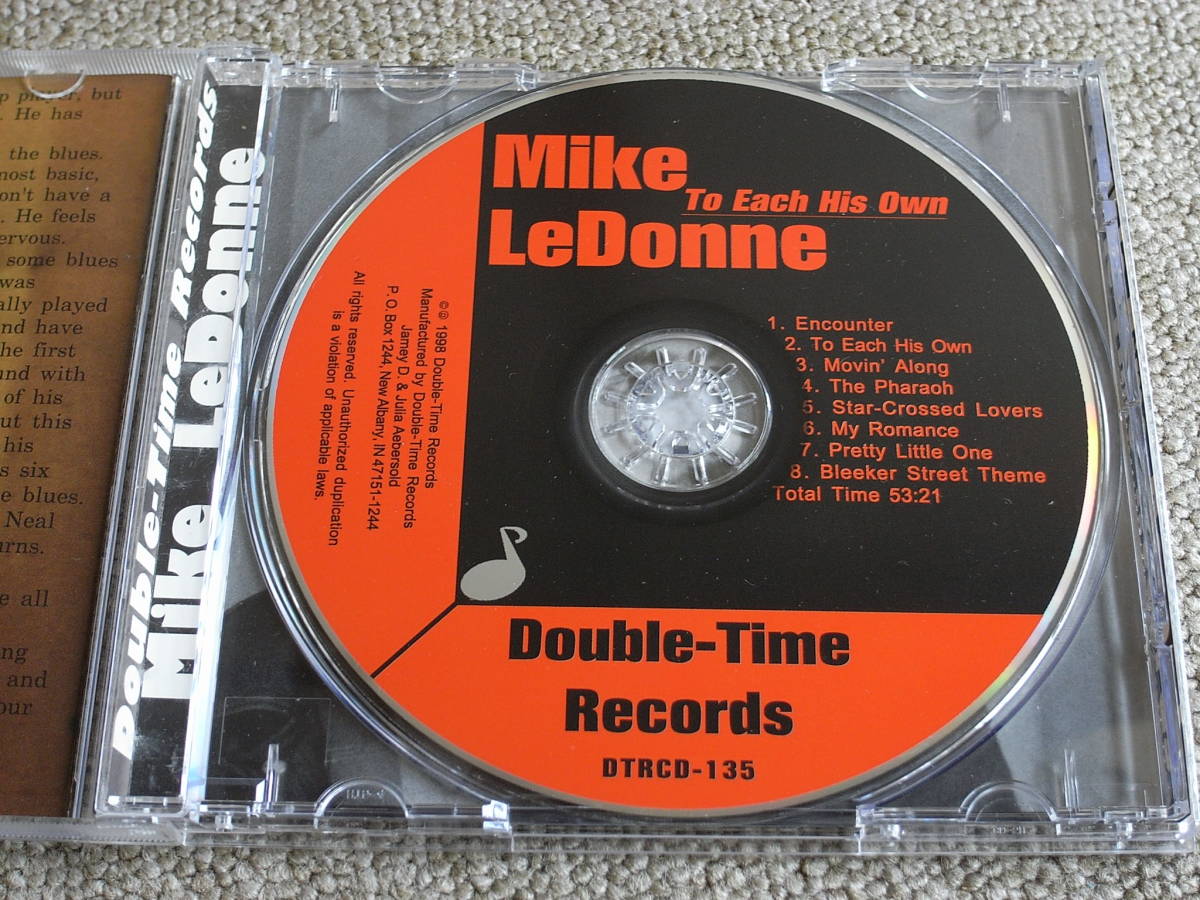 p player, but
. He has
the blues.
most basic,
on't have a
. He feels
ervous.
some blues
was
ally played
nd have
he first
und with
of his
ut this
his
s six
e blues.
Neal
urns.
e all
ng
and
our
Double-Time Records
Mike LeDonne
Mike
To Each His Own
LeDonne
1. Encounter
2. To Each His Own
3. Movin' Along
4. The Pharaoh
5. Star-Crossed Lovers
6. My Romance
7. Pretty Little One
8. Bleeker Street Theme
Total Time 53:21
©℗ 1998 Double-Time Records
Manufactured by Double-Time Records
Jamey D. & Julia Aebersold
P. O. Box 1244, New Albany, IN 47151-1244
All rights reserved. Unauthorized duplication
is a violation of applicable laws.
Double-Time
Records
DTRCD-135